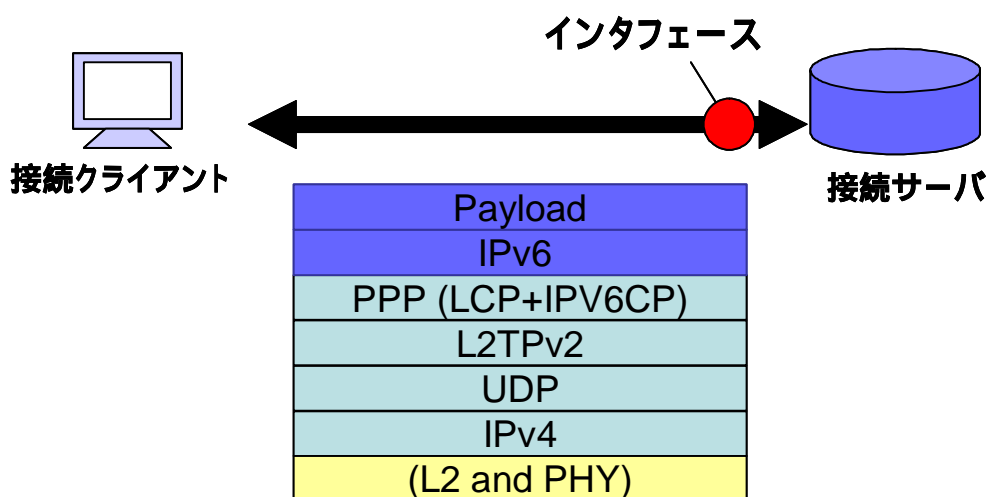 インタフェース
接続クライアント
接続サーバ
Payload
IPv6
PPP (LCP+IPV6CP)
L2TPv2
UDP
IPv4
(L2 and PHY)